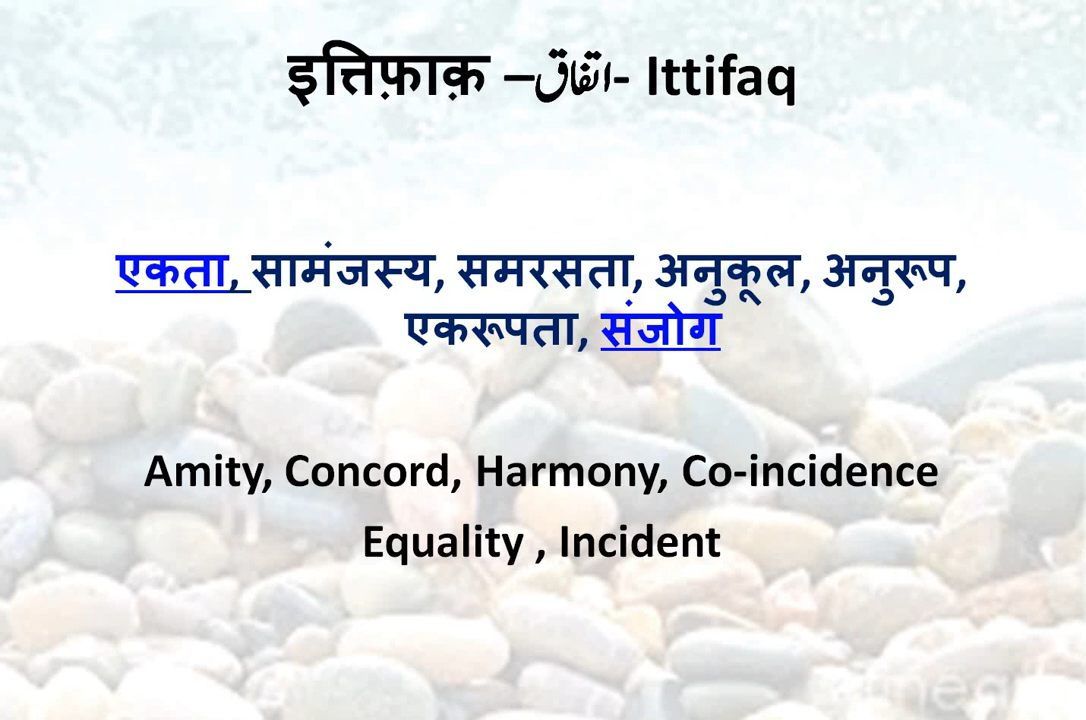 इत्तिफ़ाक़ –اتفاق- Ittifaq
एकता, सामंजस्य, समरसता, अनुकूल, अनुरूप,
एकरूपता, संजोग
Amity, Concord, Harmony, Co-incidence
Equality , Incident